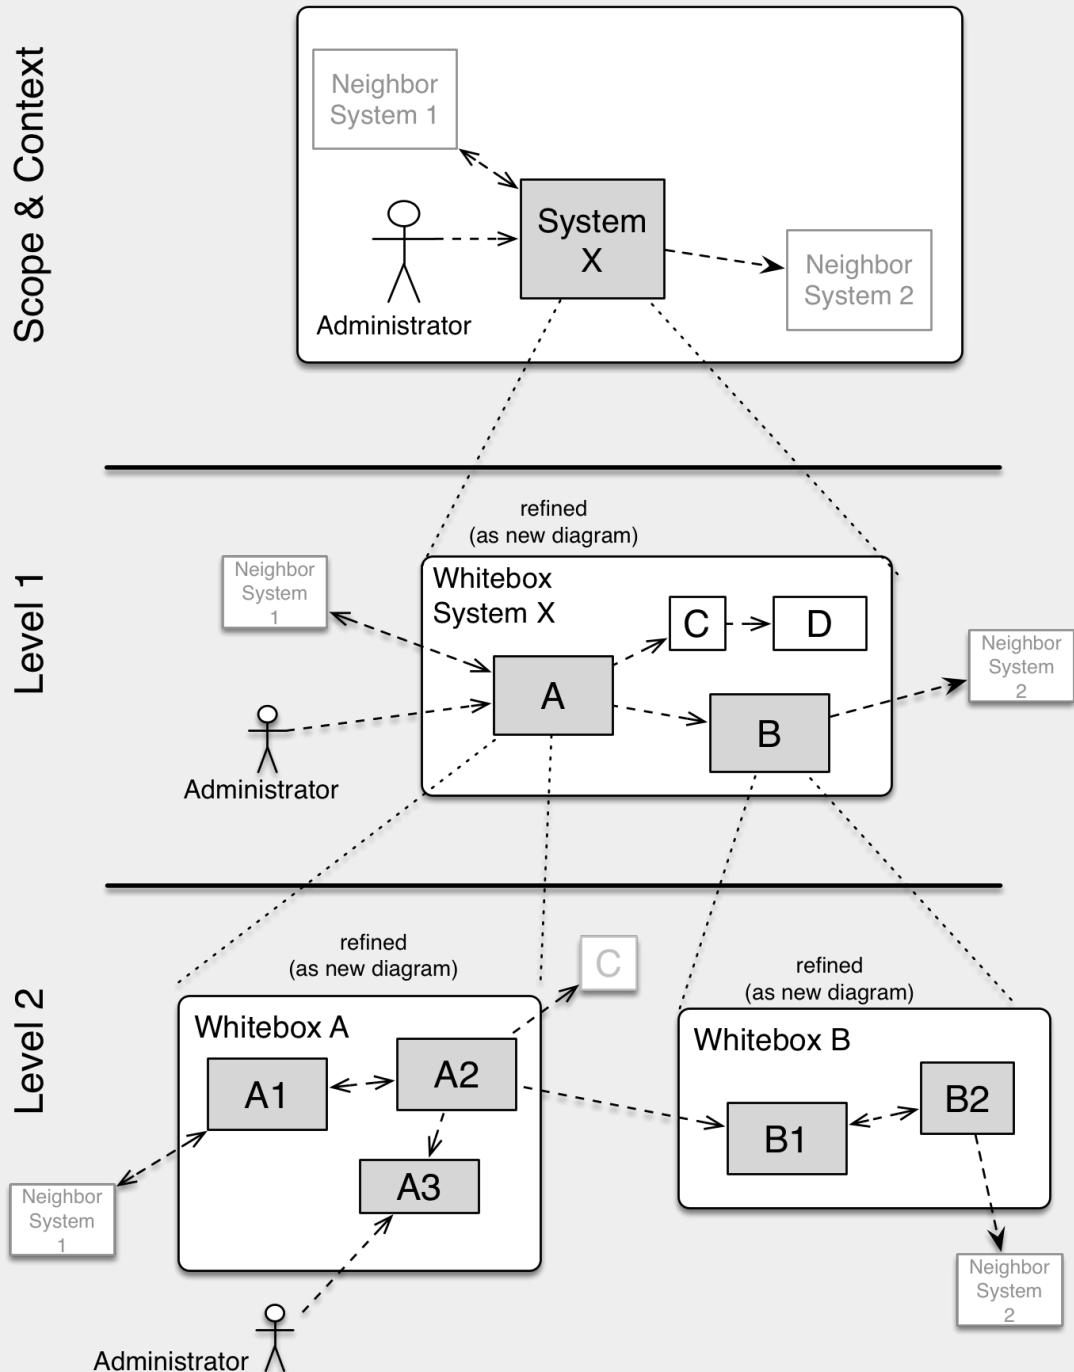 Scope & Context
Neighbor
System 1
System
X
Neighbor
System 2
Administrator
Level 1
refined
(as new diagram)
Neighbor
System
1
Whitebox
System X
C
D
A
B
Neighbor
System
2
Administrator
Level 2
refined
(as new diagram)
C
refined
(as new diagram)
Whitebox A
A1
A2
A3
Whitebox B
B1
B2
Neighbor
System
1
Neighbor
System
2
Administrator